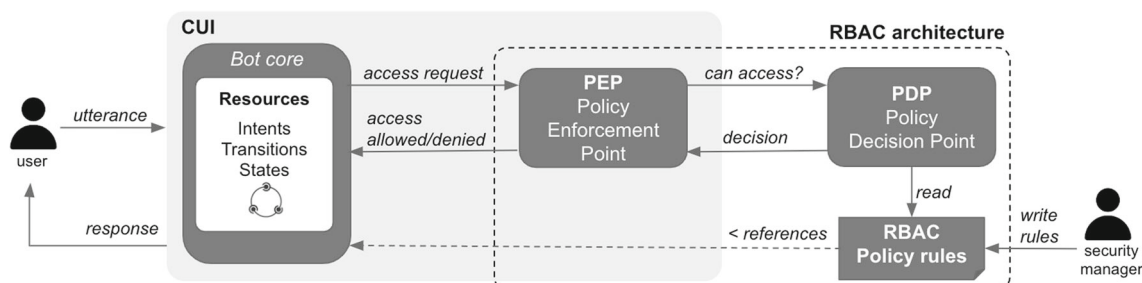 CUI
RBAC architecture
Bot core
Resources
Intents
Transitions
States
user
utterance
response
access request
access
allowed/denied
PEP
Policy
Enforcement
Point
can access?
decision
PDP
Policy
Decision Point
read
< references
RBAC
Policy rules
write
rules
security
manager